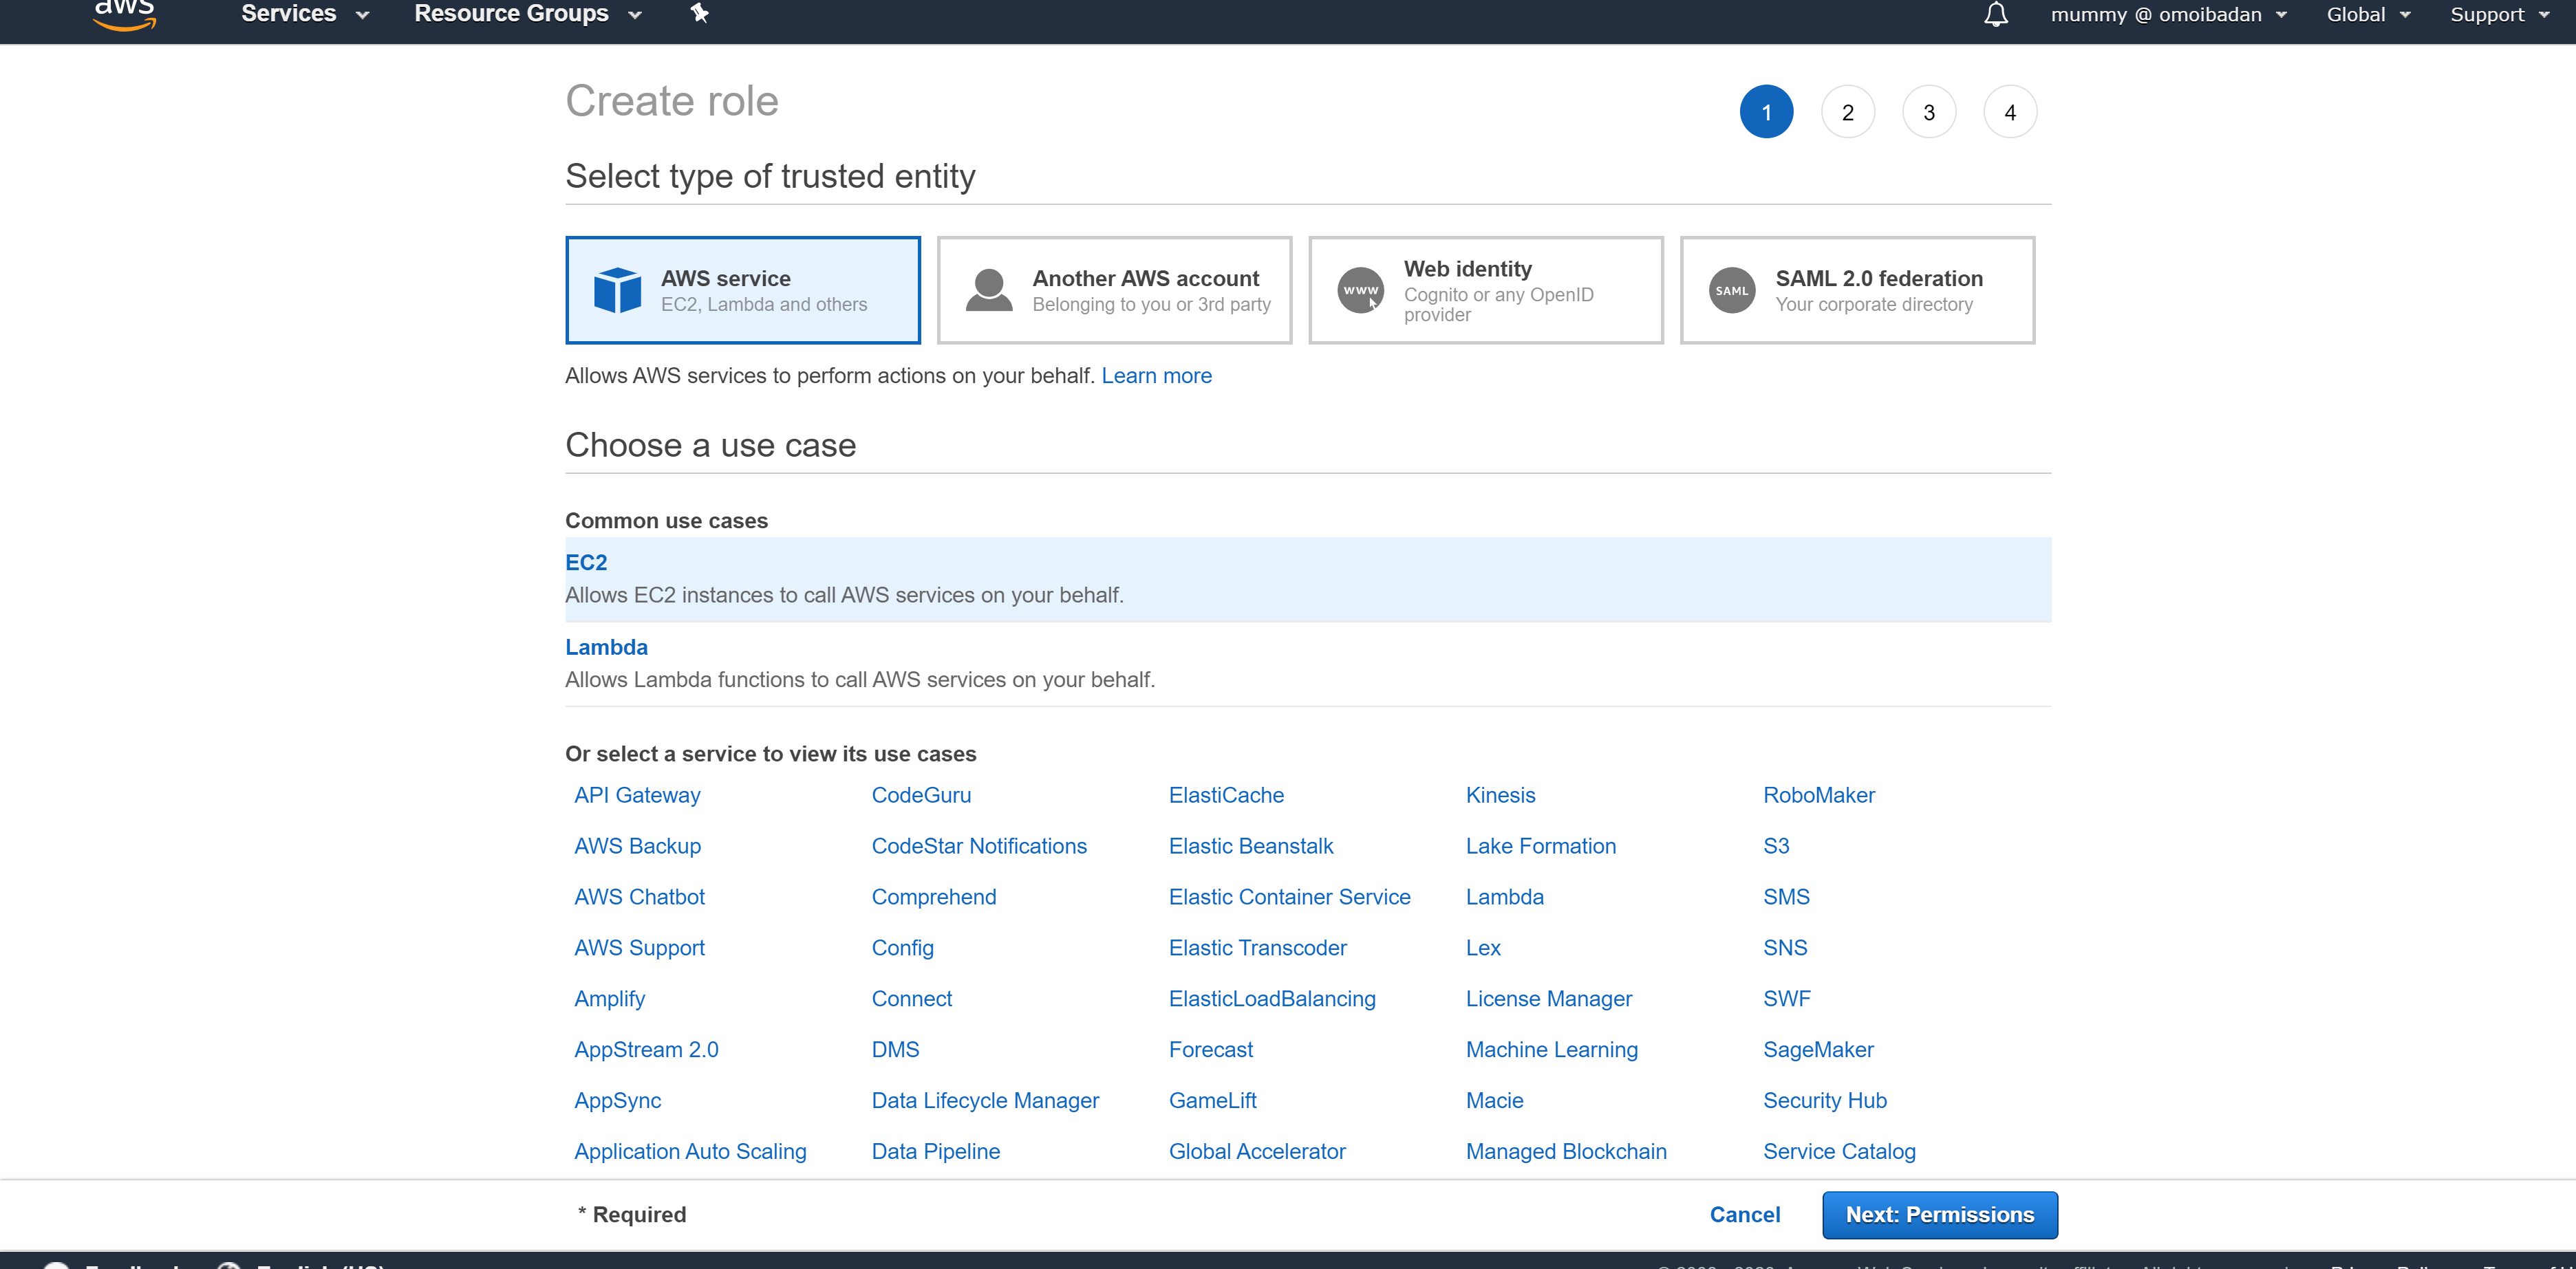 aws Services Resource Groups mummy @ omoibadan Global Support
Create role
1 2 3 4
Select type of trusted entity
AWS service
EC2, Lambda and others
Another AWS account
Belonging to you or 3rd party
www
Web identity
Cognito or any OpenID
provider
SAML
SAML 2.0 federation
Your corporate directory
Allows AWS services to perform actions on your behalf. Learn more
Choose a use case
Common use cases
EC2
Allows EC2 instances to call AWS services on your behalf.
Lambda
Allows Lambda functions to call AWS services on your behalf.
Or select a service to view its use cases
API Gateway CodeGuru ElastiCache Kinesis RoboMaker
AWS Backup CodeStar Notifications Elastic Beanstalk Lake Formation S3
AWS Chatbot Comprehend Elastic Container Service Lambda SMS
AWS Support Config Elastic Transcoder Lex SNS
Amplify Connect ElasticLoadBalancing License Manager SWF
AppStream 2.0 DMS Forecast Machine Learning SageMaker
AppSync Data Lifecycle Manager GameLift Macie Security Hub
Application Auto Scaling Data Pipeline Global Accelerator Managed Blockchain Service Catalog
* Required Cancel Next: Permissions